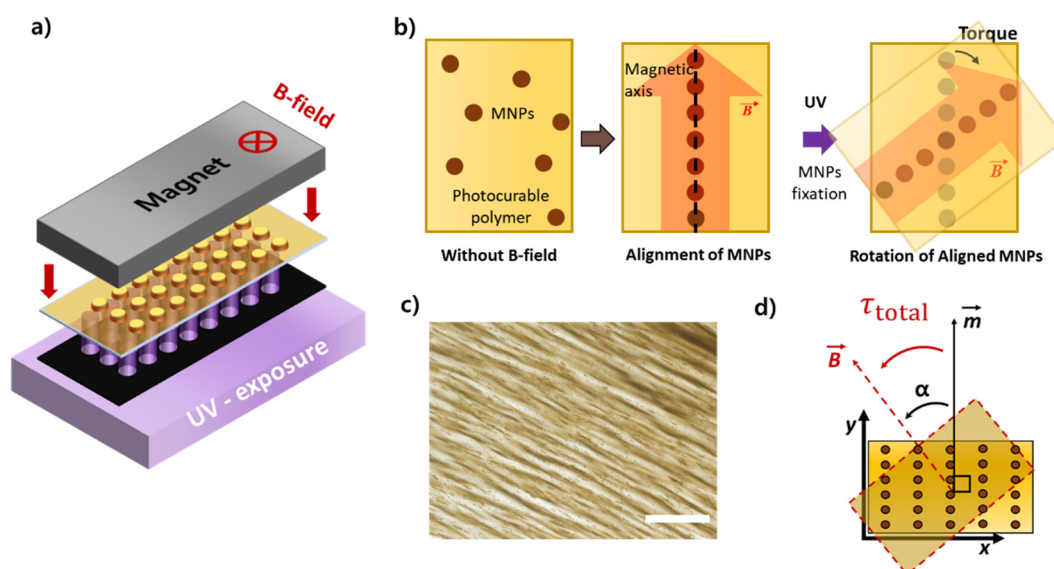 a)
B-field
Magnet
UV - exposure
b)
MNPs
Photocurable
polymer
Without B-field
Magnetic
axis
B
Alignment of MNPs
UV
MNPs
fixation
Torque
B
Rotation of Aligned MNPs
c)
d)
τtotal
m
B
α
y
x